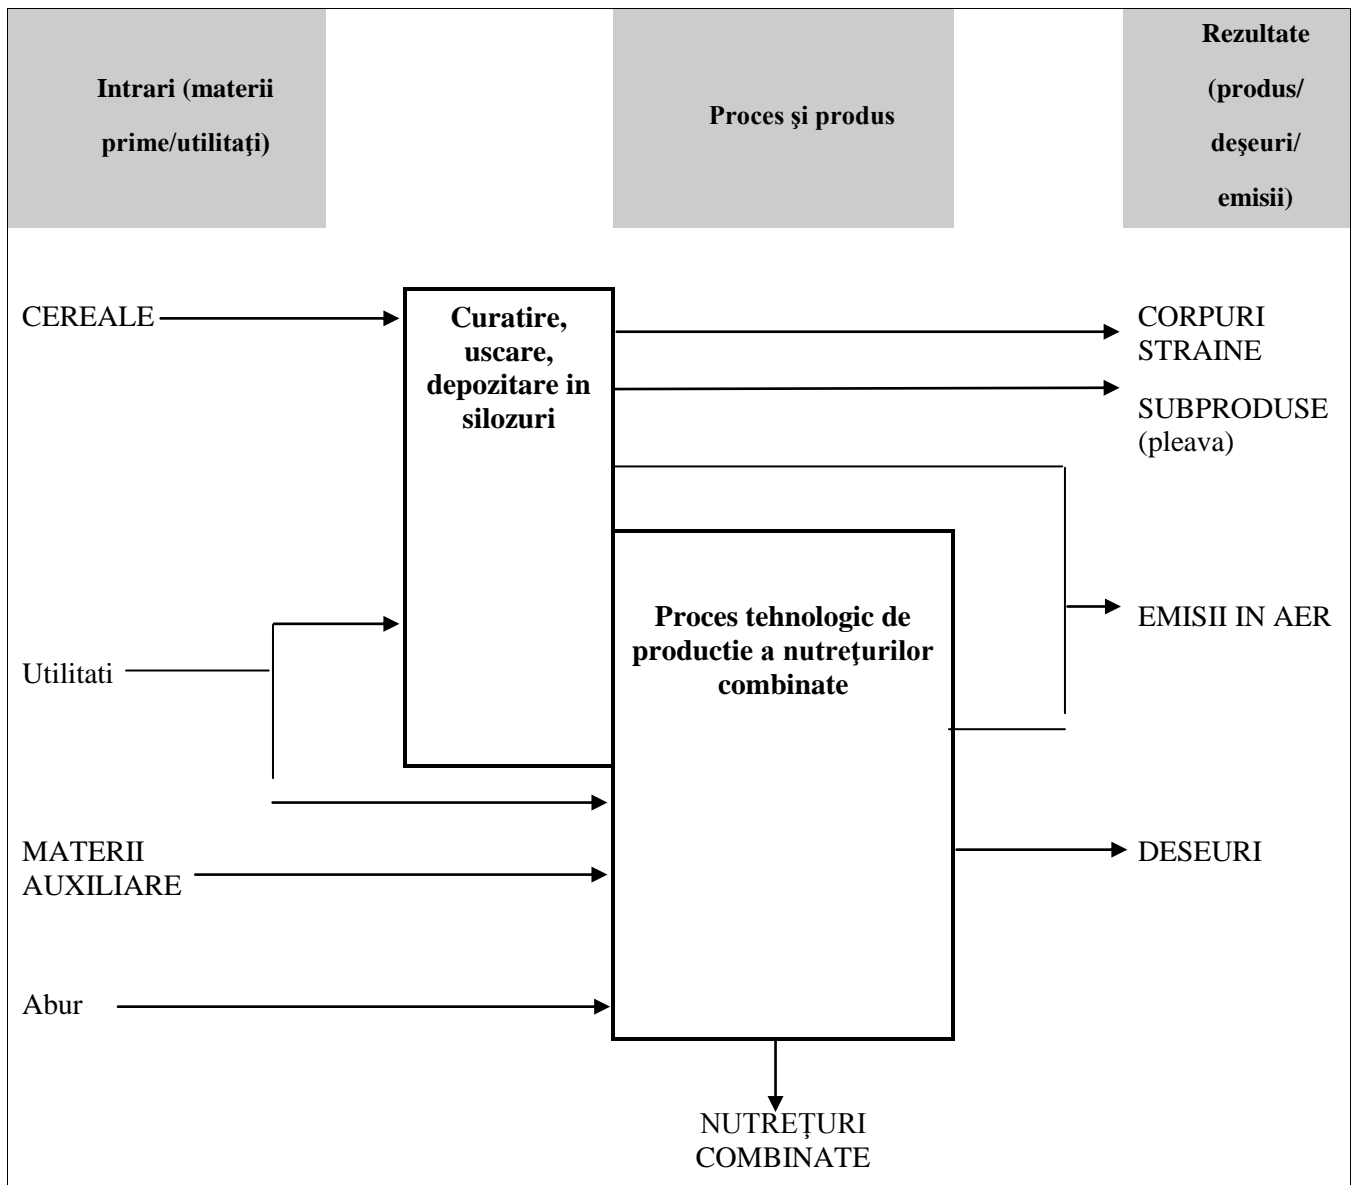 Intrari (materii
prime/utilitaţi)
Proces şi produs
Rezultate
(produs/
deşeuri/
emisii)
CEREALE
Curatire,
uscare,
depozitare in
silozuri
CORPURI
STRAINE
SUBPRODUSE
(pleava)
Proces tehnologic de
productie a nutreţurilor
combinate
EMISII IN AER
Utilitati
MATERII
AUXILIARE
DESEURI
Abur
NUTREŢURI
COMBINATE